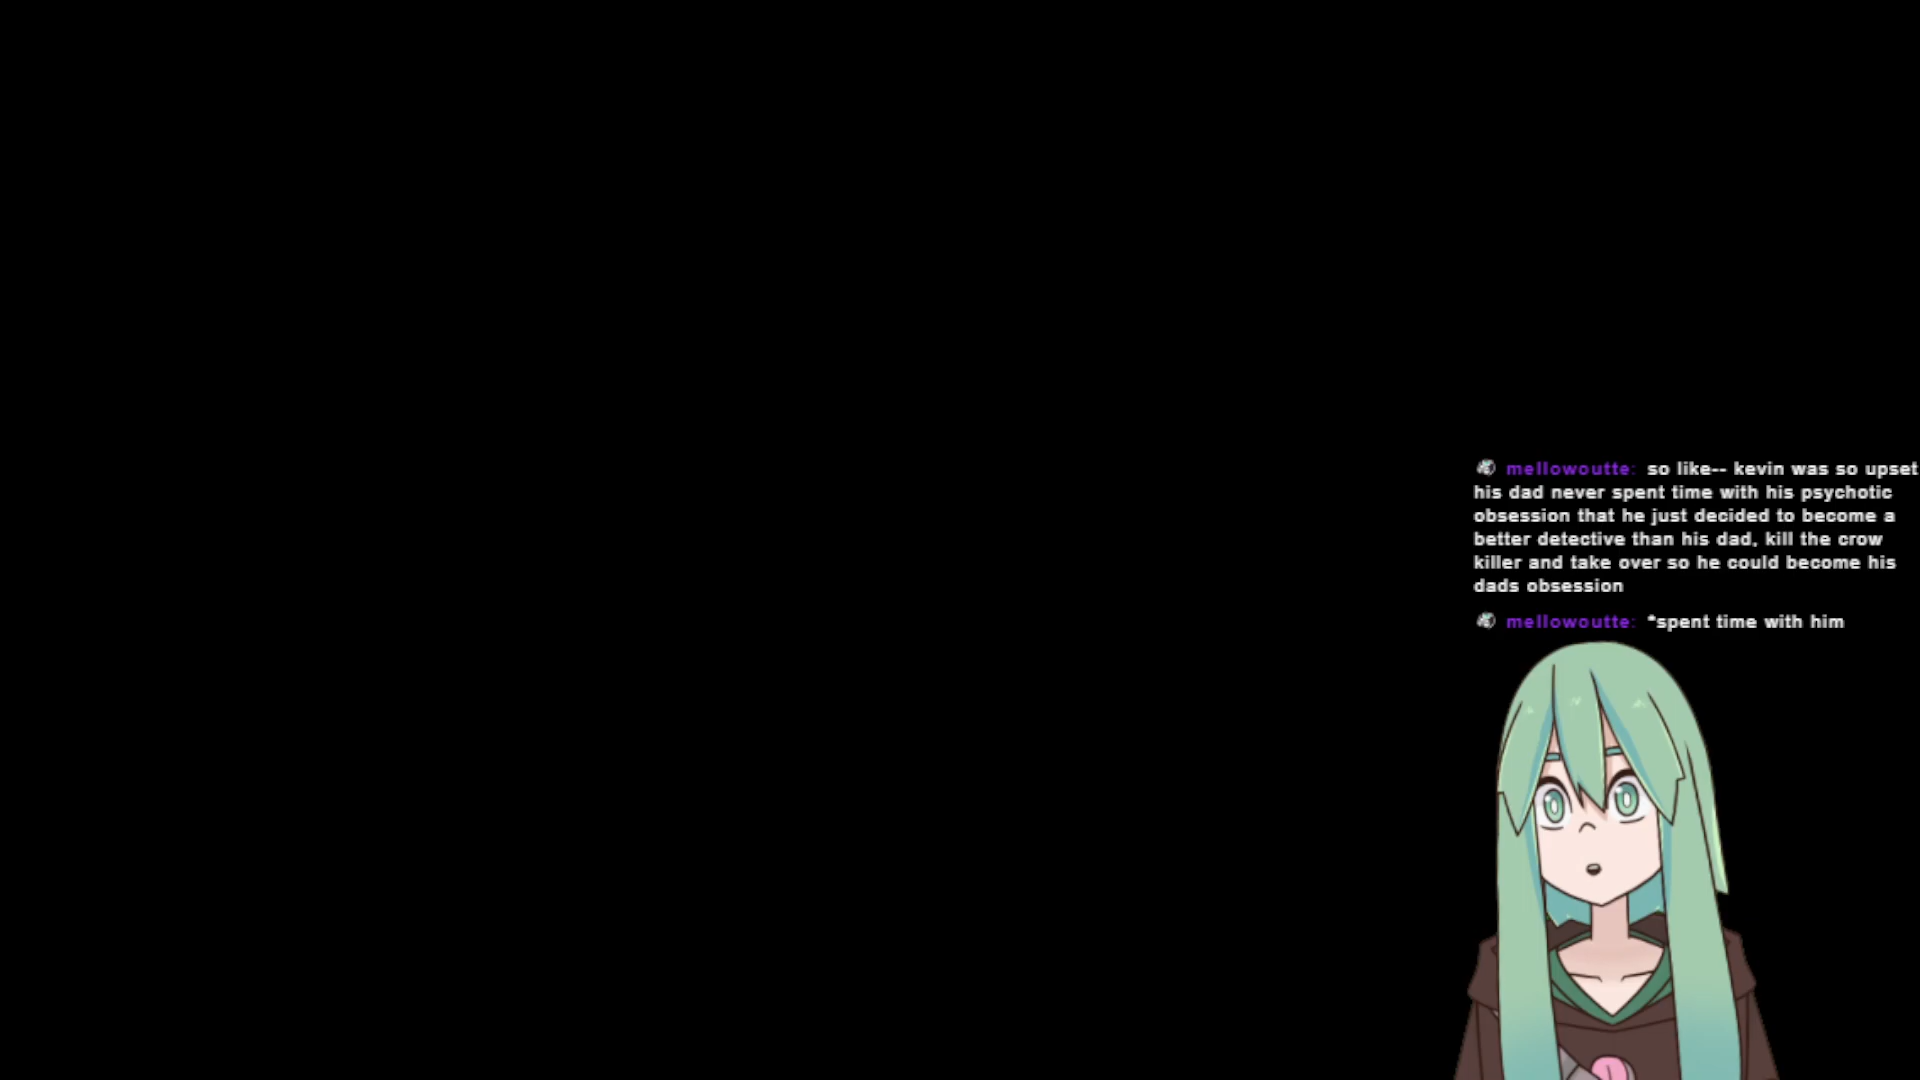 mellowoutte: so like-- kevin was so upset
his dad never spent time with his psychotic
obsession that he just decided to become a
better detective than his dad, kill the crow
killer and take over so he could become his
dads obsession
mellowoutte: *spent time with him